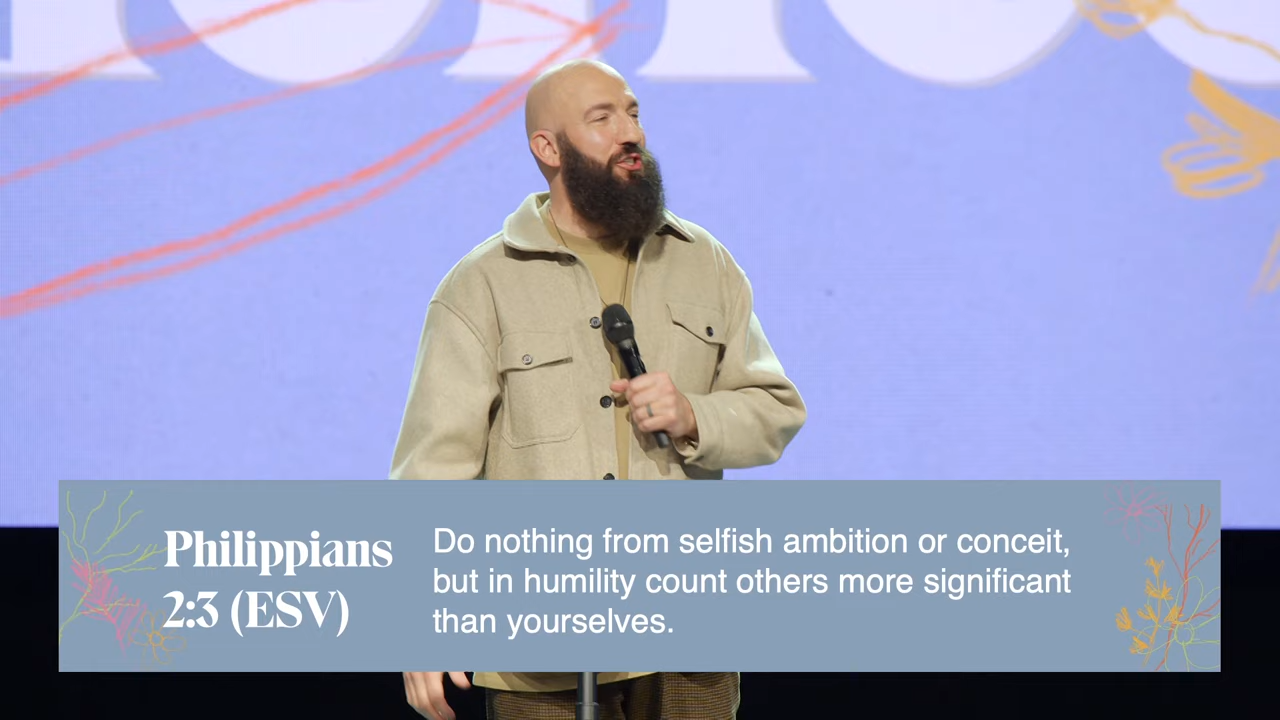 Philippians
2:3 (ESV)
Do nothing from selfish ambition or conceit,
but in humility count others more significant
than yourselves.